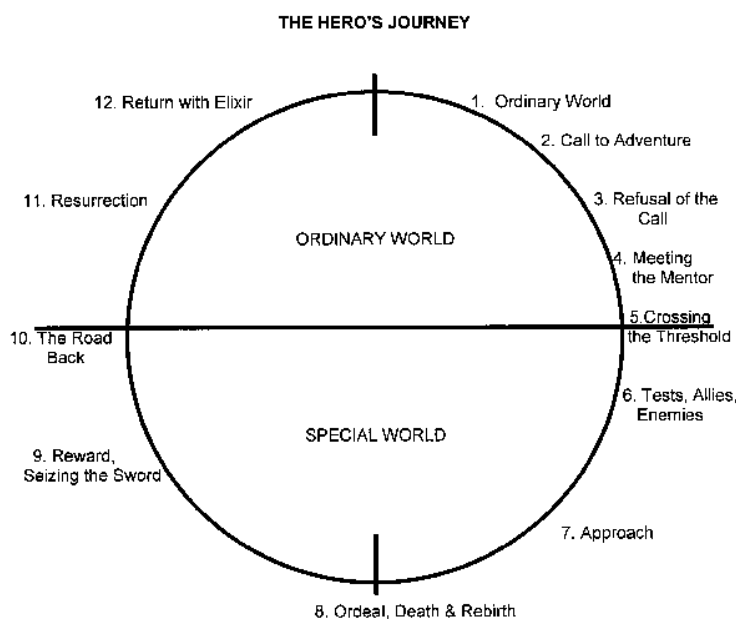 THE HERO'S JOURNEY
12. Return with Elixir
1. Ordinary World
2. Call to Adventure
11. Resurrection
3. Refusal of the
Call
ORDINARY WORLD
4. Meeting
the Mentor
10. The Road
Back
5.Crossing
the Threshold
6. Tests, Allies,
Enemies
SPECIAL WORLD
9. Reward,
Seizing the Sword
7. Approach
8. Ordeal, Death & Rebirth